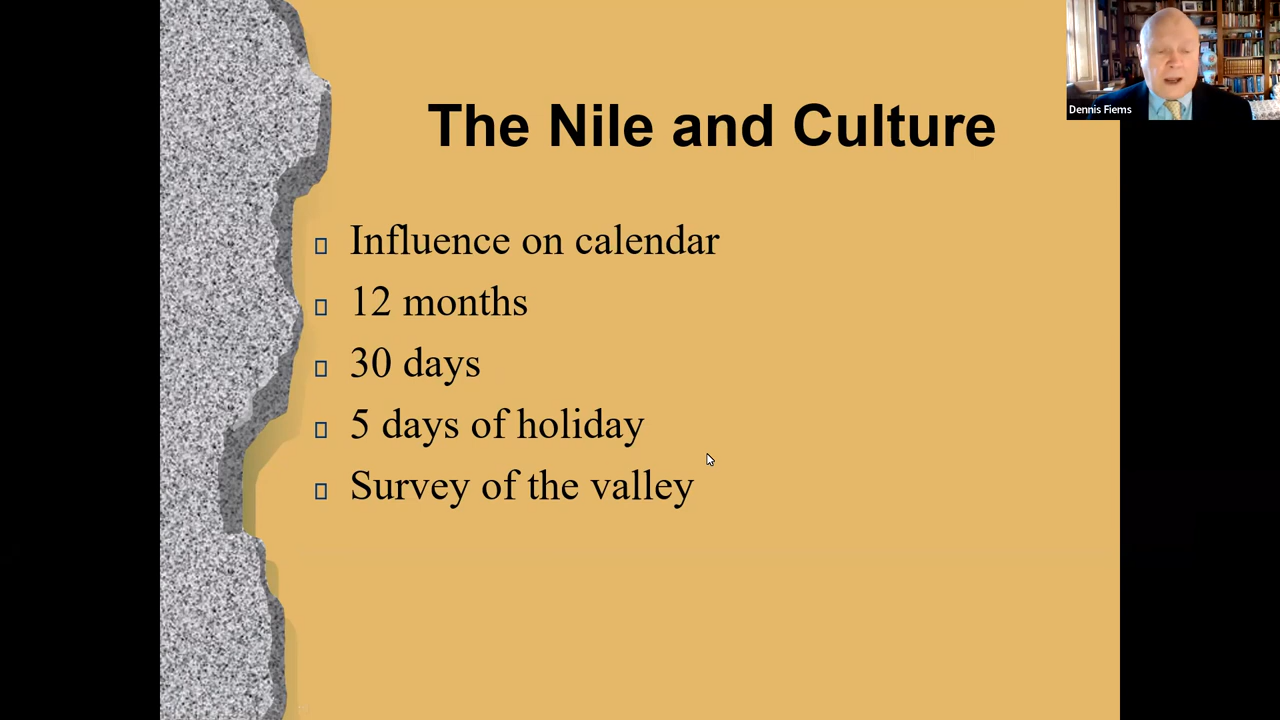 The Nile and Culture
Influence on calendar
12 months
30 days
5 days of holiday
Survey of the valley
Dennis Fiems